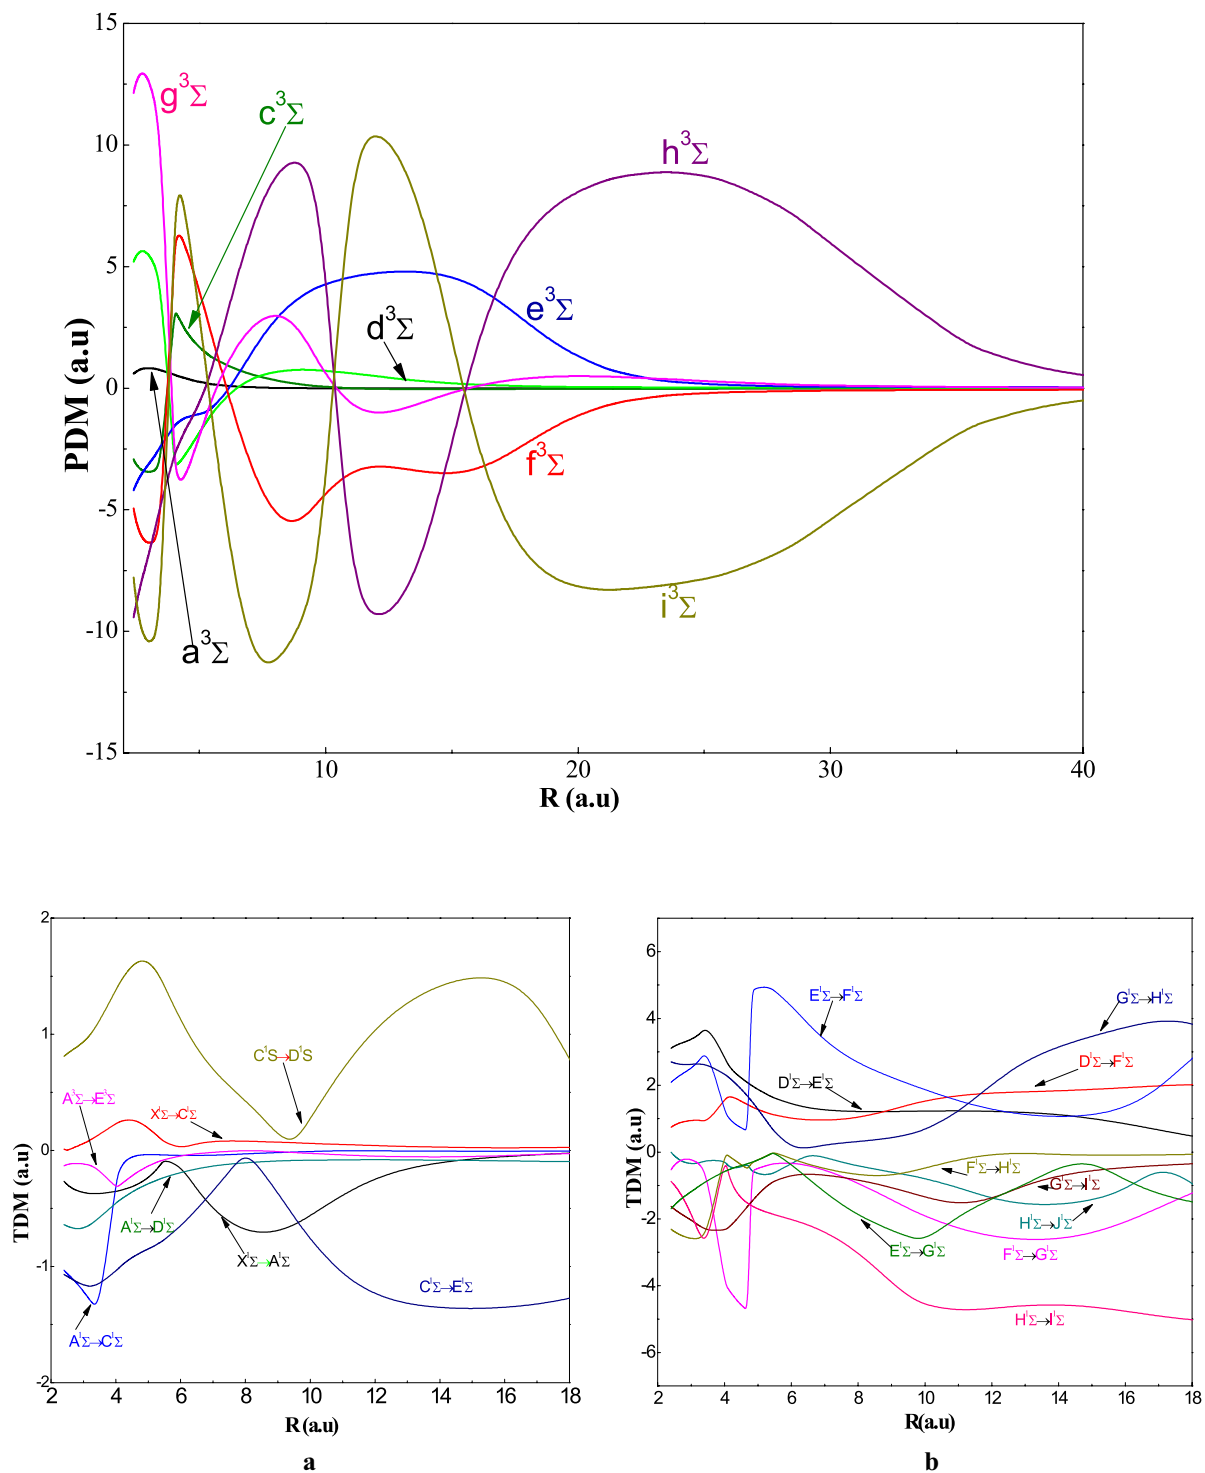 15
10
5
0
-5
-10
-15
PDM (a.u)
g³Σ
c³Σ
h³Σ
e³Σ
d³Σ
f³Σ
i³Σ
a³Σ
10
20
30
40
R (a.u)
2
1
0
-1
-2
TDM (a.u)
C¹S→D¹S
A³Σ→E³Σ
X¹Σ→C¹Σ
A¹Σ→D¹Σ
X¹Σ→A¹Σ
C¹Σ→E¹Σ
A¹Σ→C¹Σ
2 4 6 8 10 12 14 16 18
R (a.u)
a
6
4
2
0
-2
-4
-6
TDM (a.u)
E¹Σ→F¹Σ
G¹Σ→H¹Σ
D¹Σ→F¹Σ
D¹Σ→E¹Σ
F¹Σ→H¹Σ
G¹Σ→I¹Σ
H¹Σ→J¹Σ
E¹Σ→G¹Σ
F¹Σ→G¹Σ
H¹Σ→I¹Σ
2 4 6 8 10 12 14 16 18
R(a.u)
b